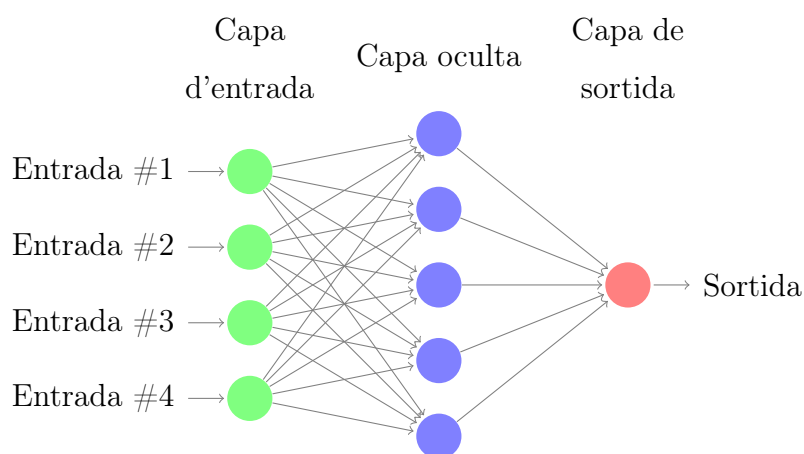 Capa
d'entrada
Capa oculta
Capa de
sortida
Entrada #1
Entrada #2
Entrada #3
Entrada #4
Sortida